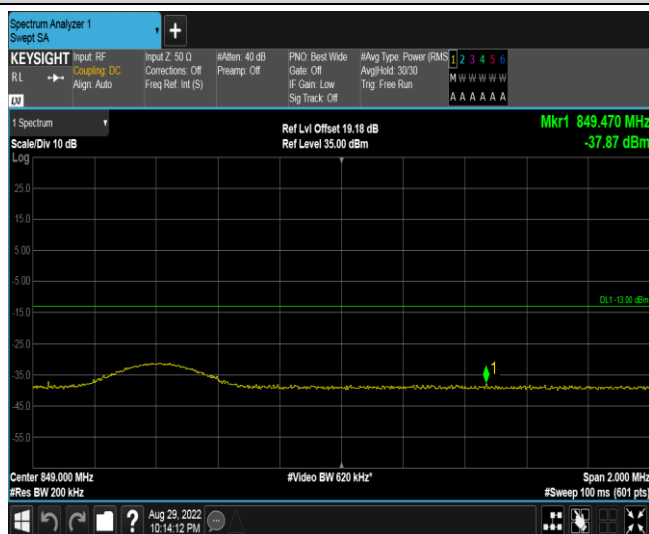 Spectrum Analyzer 1
Swept SA
+
KEYSIGHT
R L
LXI
Input: RF
Coupling: DC
Align: Auto
Input Z: 50 Ω
Corrections: Off
Freq Ref: Int (S)
#Atten: 40 dB
Preamp: Off
PNO: Best Wide
Gate: Off
IF Gain: Low
Sig Track: Off
#Avg Type: Power (RMS
Avg|Hold: 30/30
Trig: Free Run
1 2 3 4 5 6
M W W W W W
A A A A A A
1 Spectrum
Scale/Div 10 dB
Ref Lvl Offset 19.18 dB
Ref Level 35.00 dBm
Mkr1 849.470 MHz
-37.87 dBm
Log
25.0
15.0
5.00
-5.00
DL1 -13.00 dBm
-15.0
-25.0
-35.0
1
-45.0
-55.0
Center 849.000 MHz
#Res BW 200 kHz
#Video BW 620 kHz*
Span 2.000 MHz
#Sweep 100 ms (601 pts)
?
Aug 29, 2022
10:14:12 PM